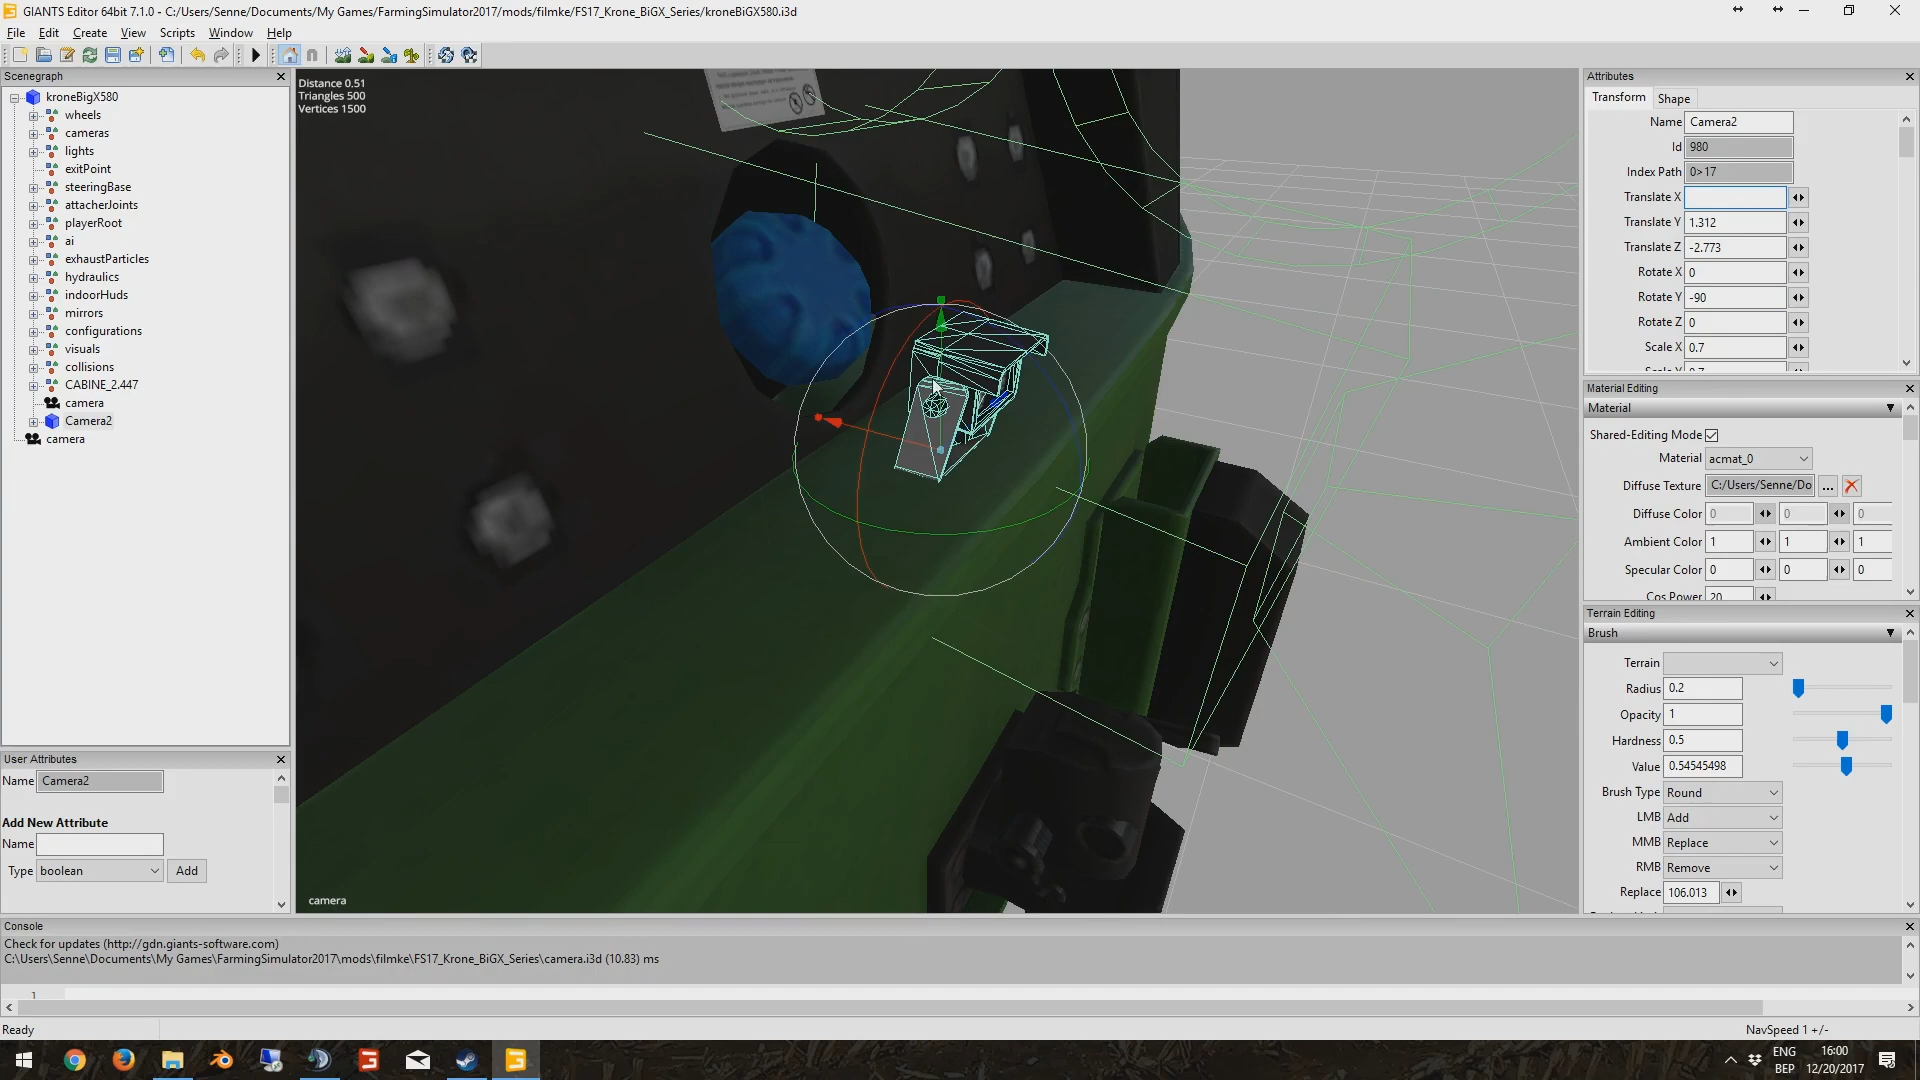 GIANTS Editor 64bit 7.1.0 - C:/Users/Senne/Documents/My Games/FarmingSimulator2017/mods/filmke/FS17_Krone_BiGX_Series/kroneBiGX580.i3d
File Edit Create View Scripts Window Help
Scenegraph
kroneBigX580
wheels
cameras
lights
exitPoint
steeringBase
attacherJoints
playerRoot
ai
exhaustParticles
hydraulics
indoorHuds
mirrors
configurations
visuals
collisions
CABINE_2.447
camera
Camera2
camera
User Attributes
Name Camera2
Add New Attribute
Name
Type boolean Add
Distance 0.51
Triangles 500
Vertices 1500
camera
Attributes
Transform Shape
Name Camera2
Id 980
Index Path 0>17
Translate X
Translate Y 1.312
Translate Z -2.773
Rotate X 0
Rotate Y -90
Rotate Z 0
Scale X 0.7
Scale Y 0.7
Material Editing
Material
Shared-Editing Mode
Material acmat_0
Diffuse Texture C:/Users/Senne/Do ...
Diffuse Color 0 0 0
Ambient Color 1 1 1
Specular Color 0 0 0
Cos Power 20
Terrain Editing
Brush
Terrain
Radius 0.2
Opacity 1
Hardness 0.5
Value 0.54545498
Brush Type Round
LMB Add
MMB Replace
RMB Remove
Replace 106.013
Console
Check for updates (http://gdn.giants-software.com)
C:\Users\Senne\Documents\My Games\FarmingSimulator2017\mods\filmke\FS17_Krone_BiGX_Series\camera.i3d (10.83) ms
1
Ready
NavSpeed 1 +/-
ENG
BEP
16:00
12/20/2017